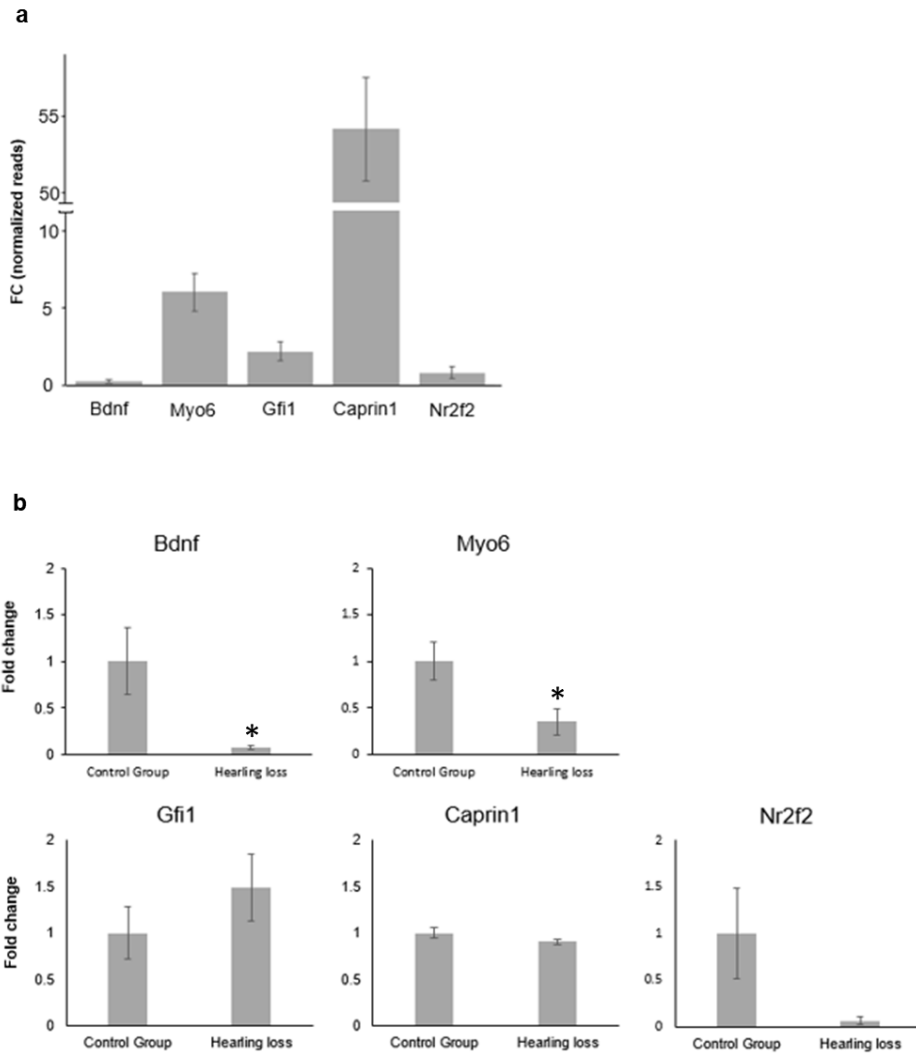 a
FC (normalized reads)
55
50
10
5
0
Bdnf Myo6 Gfi1 Caprin1 Nr2f2
b
Bdnf Myo6
Fold change
2 2
1.5 1.5
1 1
0.5 0.5
0 0
* *
Control Group Hearling loss Control Group Hearling loss
Gfi1 Caprin1 Nr2f2
Fold change
2 2 2
1.5 1.5 1.5
1 1 1
0.5 0.5 0.5
0 0 0
Control Group Hearling loss Control Group Hearling loss Control Group Hearling loss